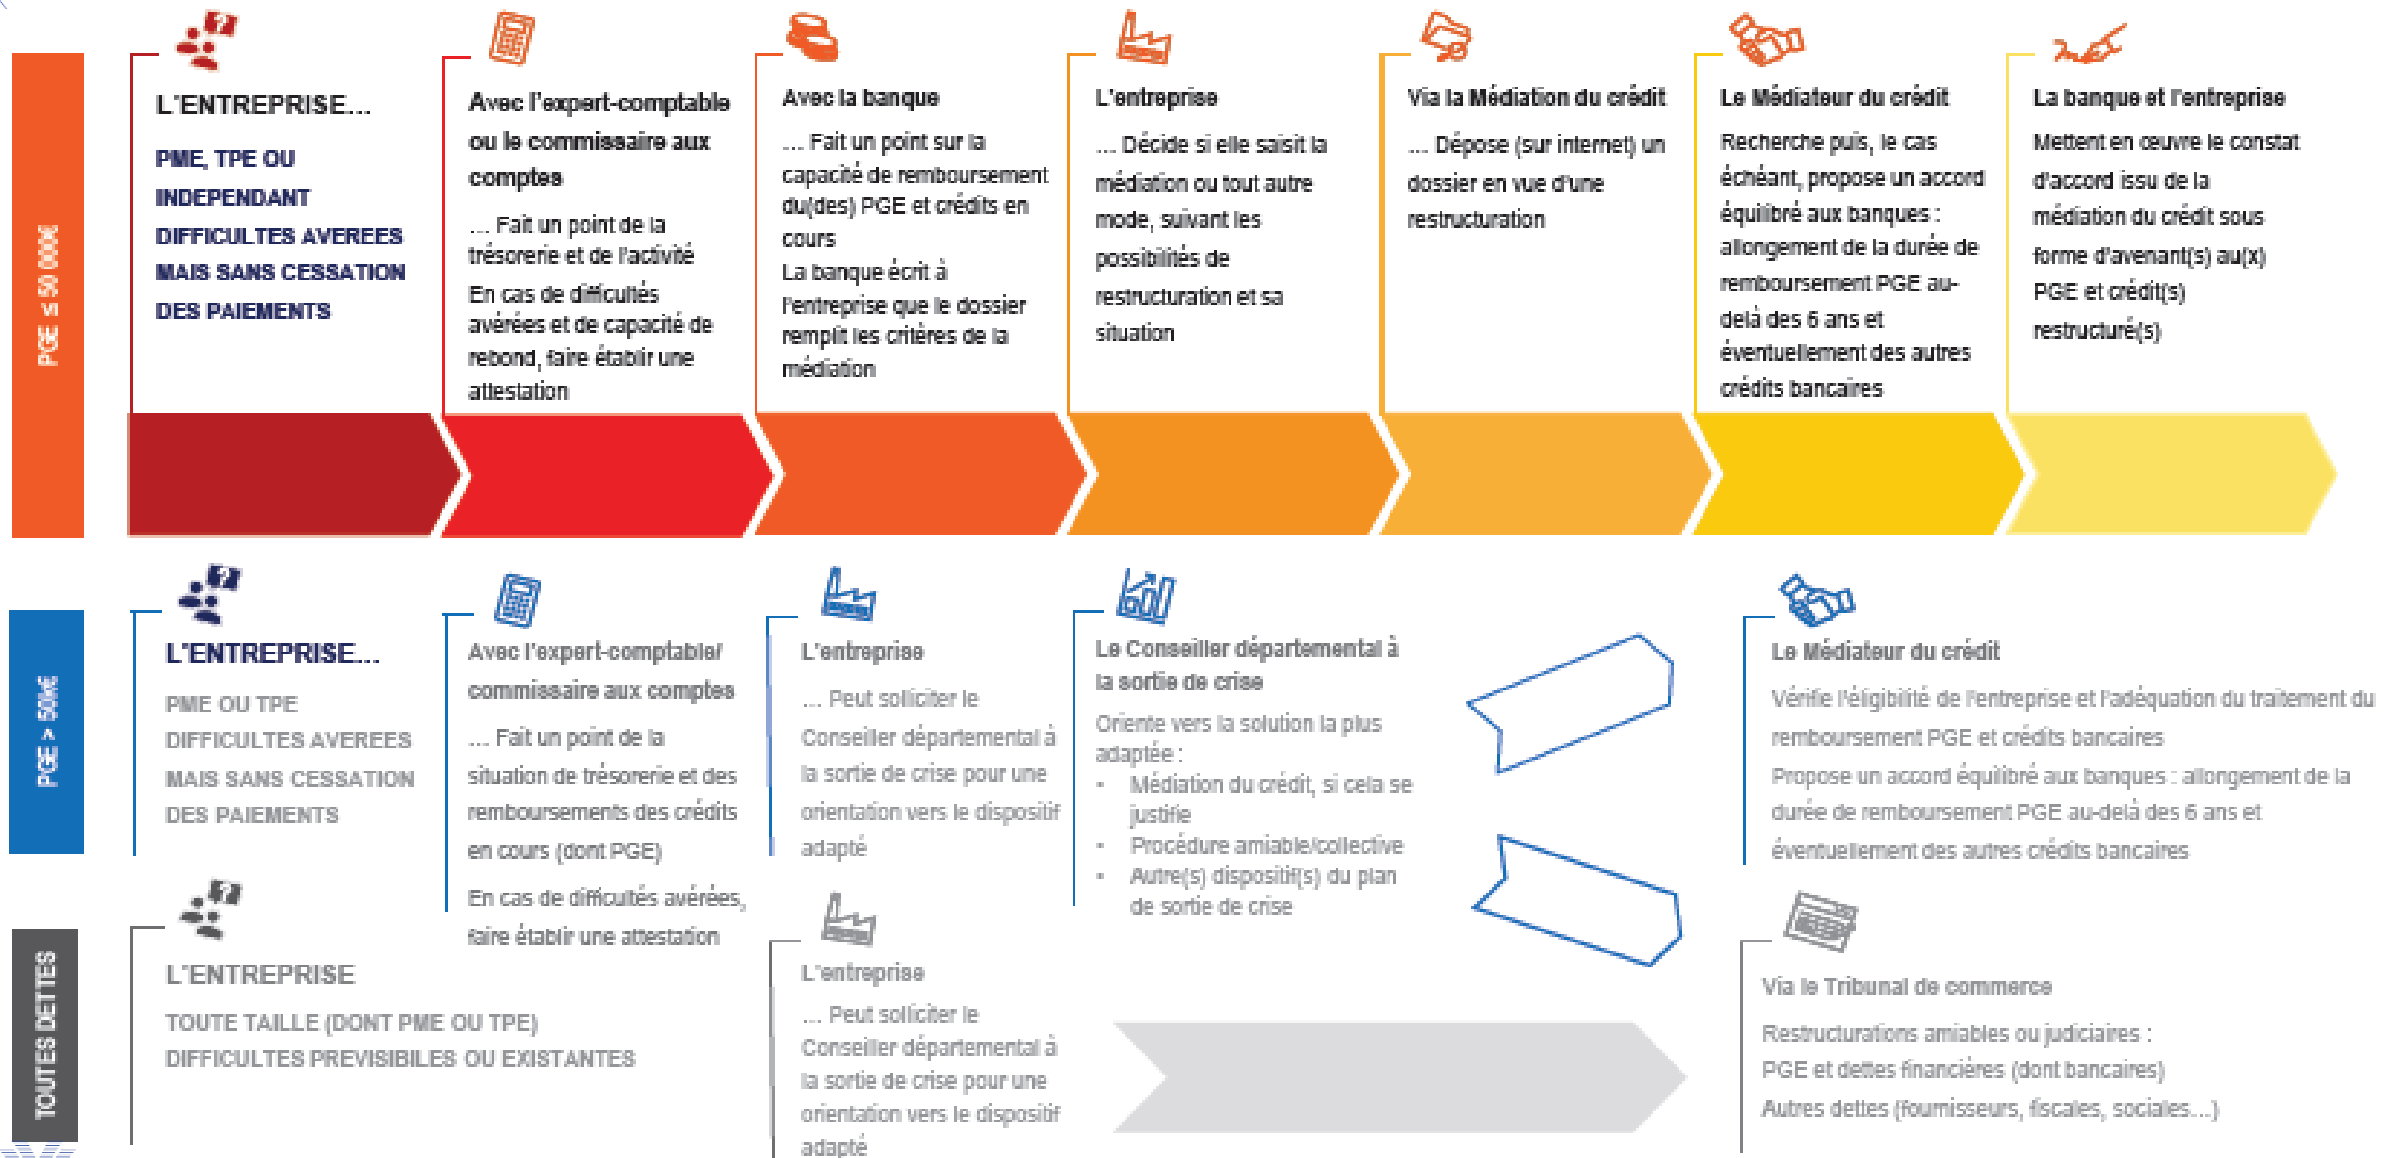 PGE ≤ 50 000€
L'ENTREPRISE...
PME, TPE OU
INDEPENDANT
DIFFICULTES AVEREES
MAIS SANS CESSATION
DES PAIEMENTS
Avec l'expert-comptable
ou le commissaire aux
comptes
... Fait un point de la
trésorerie et de l'activité
En cas de difficultés
avérées et de capacité de
rebond, faire établir une
attestation
Avec la banque
... Fait un point sur la
capacité de remboursement
du(des) PGE et crédits en
cours
La banque écrit à
l'entreprise que le dossier
remplit les critères de la
médiation
L'entreprise
... Décide si elle saisit la
médiation ou tout autre
mode, suivant les
possibilités de
restructuration et sa
situation
Via la Médiation du crédit
... Dépose (sur internet) un
dossier en vue d'une
restructuration
Le Médiateur du crédit
Recherche puis, le cas
échéant, propose un accord
équilibré aux banques :
allongement de la durée de
remboursement PGE au-
delà des 6 ans et
éventuellement des autres
crédits bancaires
La banque et l'entreprise
Mettent en œuvre le constat
d'accord issu de la
médiation du crédit sous
forme d'avenant(s) au(x)
PGE et crédit(s)
restructuré(s)
PGE > 50k€
L'ENTREPRISE...
PME OU TPE
DIFFICULTES AVEREES
MAIS SANS CESSATION
DES PAIEMENTS
Avec l'expert-comptable/
commissaire aux comptes
... Fait un point de la
situation de trésorerie et des
remboursements des crédits
en cours (dont PGE)
En cas de difficultés avérées,
faire établir une attestation
L'entreprise
... Peut solliciter le
Conseiller départemental à
la sortie de crise pour une
orientation vers le dispositif
adapté
Le Conseiller départemental à
la sortie de crise
Oriente vers la solution la plus
adaptée :
- Médiation du crédit, si cela se
justifie
- Procédure amiable/collective
- Autre(s) dispositif(s) du plan
de sortie de crise
Le Médiateur du crédit
Vérifie l'éligibilité de l'entreprise et l'adéquation du traitement du
remboursement PGE et crédits bancaires
Propose un accord équilibré aux banques : allongement de la
durée de remboursement PGE au-delà des 6 ans et
éventuellement des autres crédits bancaires
TOUTES DETTES
L'ENTREPRISE
TOUTE TAILLE (DONT PME OU TPE)
DIFFICULTES PREVISIBILES OU EXISTANTES
L'entreprise
... Peut solliciter le
Conseiller départemental à
la sortie de crise pour une
orientation vers le dispositif
adapté
Via le Tribunal de commerce
Restructurations amiables ou judiciaires :
PGE et dettes financières (dont bancaires)
Autres dettes (fournisseurs, fiscales, sociales...)